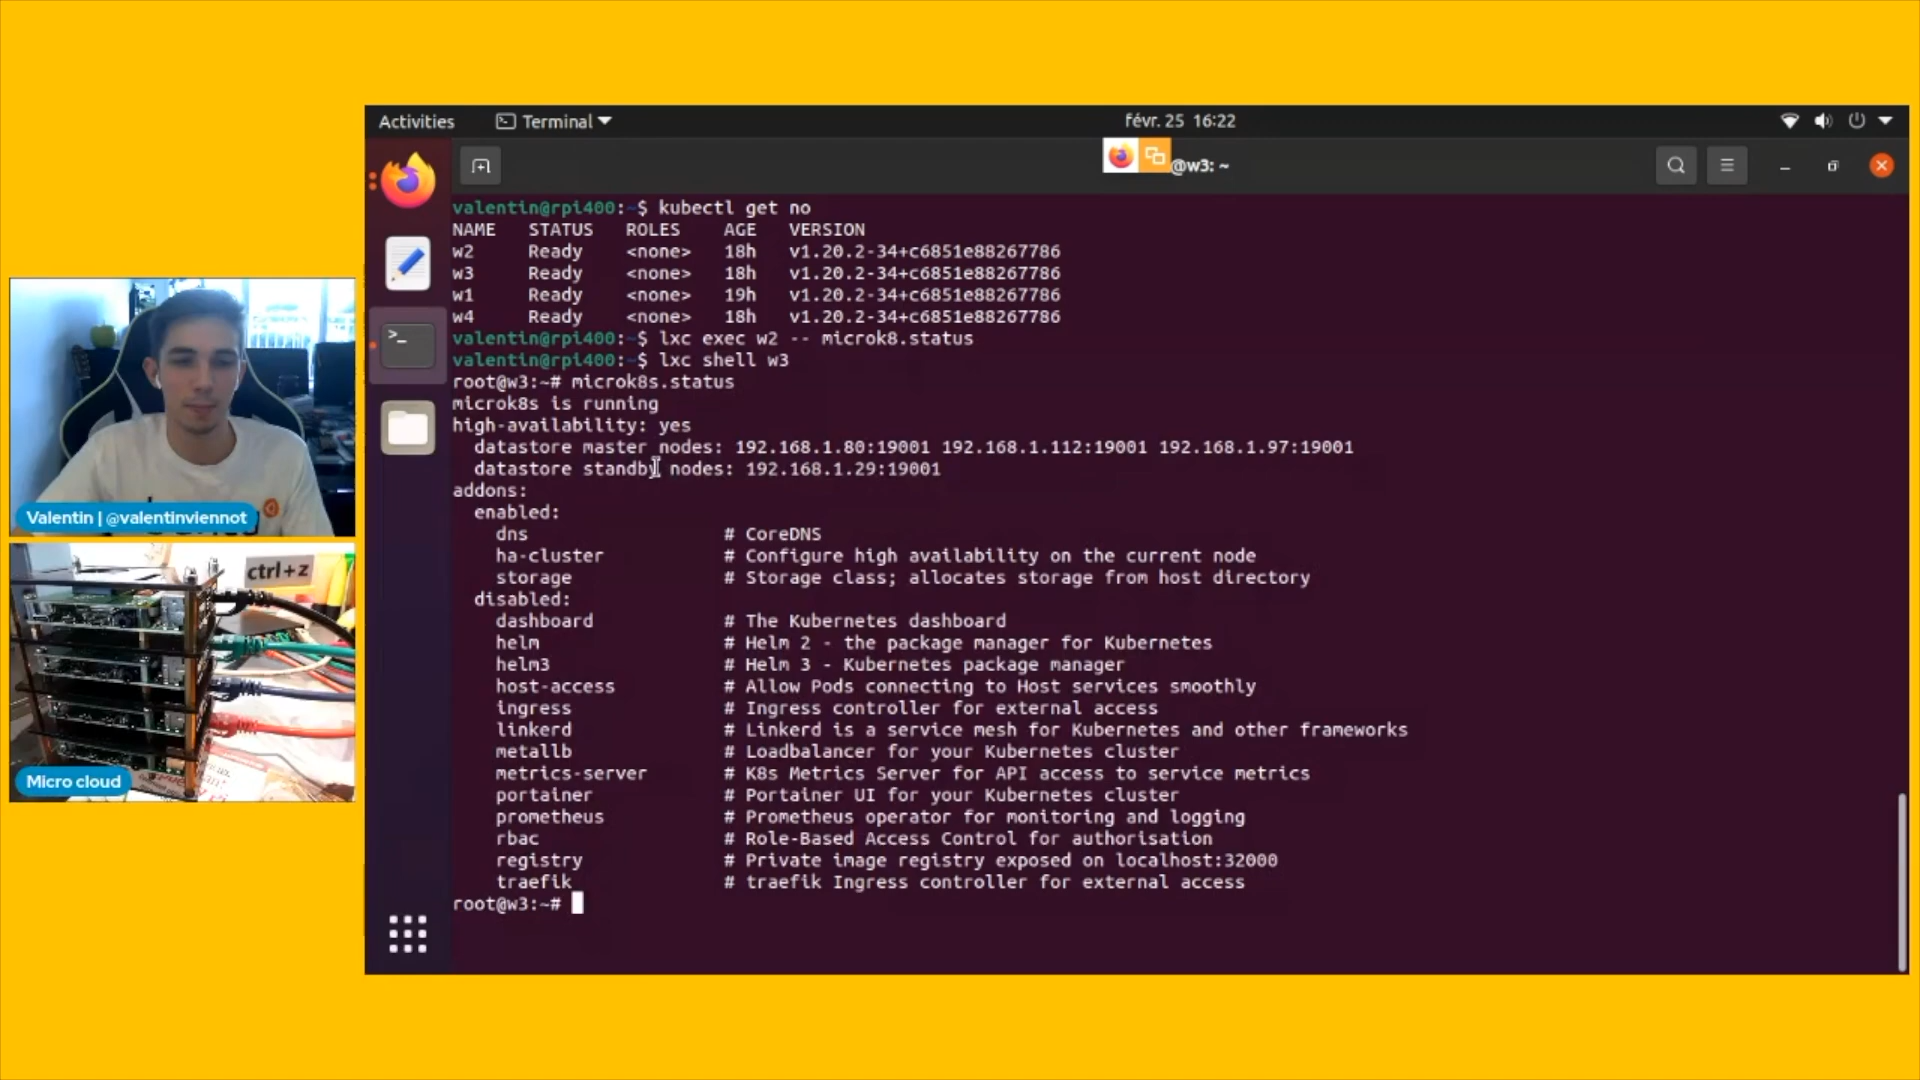 Activities
Terminal
févr. 25 16:22
@w3: ~
valentin@rpi400:~$ kubectl get no
NAME STATUS ROLES AGE VERSION
w2 Ready <none> 18h v1.20.2-34+c6851e88267786
w3 Ready <none> 18h v1.20.2-34+c6851e88267786
w1 Ready <none> 19h v1.20.2-34+c6851e88267786
w4 Ready <none> 18h v1.20.2-34+c6851e88267786
valentin@rpi400:~$ lxc exec w2 -- microk8.status
valentin@rpi400:~$ lxc shell w3
root@w3:~# microk8s.status
microk8s is running
high-availability: yes
datastore master nodes: 192.168.1.80:19001 192.168.1.112:19001 192.168.1.97:19001
datastore standby nodes: 192.168.1.29:19001
addons:
enabled:
dns # CoreDNS
ha-cluster # Configure high availability on the current node
storage # Storage class; allocates storage from host directory
disabled:
dashboard # The Kubernetes dashboard
helm # Helm 2 - the package manager for Kubernetes
helm3 # Helm 3 - Kubernetes package manager
host-access # Allow Pods connecting to Host services smoothly
ingress # Ingress controller for external access
linkerd # Linkerd is a service mesh for Kubernetes and other frameworks
metallb # Loadbalancer for your Kubernetes cluster
metrics-server # K8s Metrics Server for API access to service metrics
portainer # Portainer UI for your Kubernetes cluster
prometheus # Prometheus operator for monitoring and logging
rbac # Role-Based Access Control for authorisation
registry # Private image registry exposed on localhost:32000
traefik # traefik Ingress controller for external access
root@w3:~#
Valentin | @valentinviennot
ctrl+z
Micro cloud